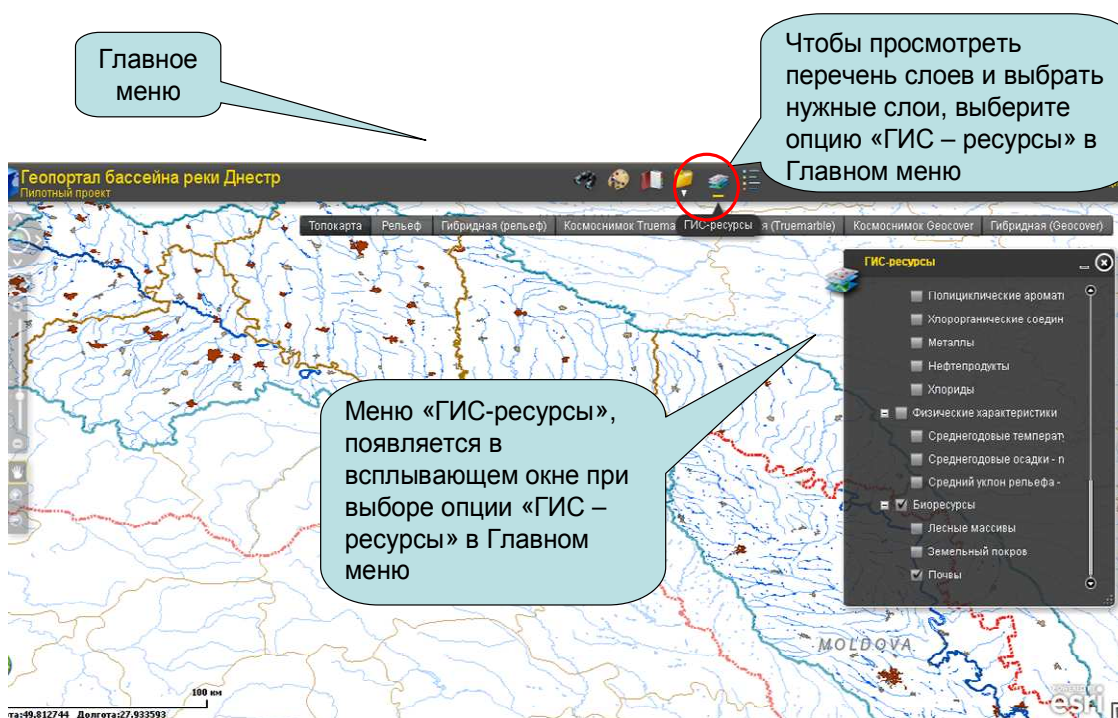 Главное
меню
Чтобы просмотреть
перечень слоев и выбрать
нужные слои, выберите
опцию «ГИС – ресурсы» в
Главном меню
Геопортал бассейна реки Днестр
Пилотный проект
Топокарта
Рельеф
Гибридная (рельеф)
Космоснимок Truema
ГИС-ресурсы
я (Truemarble)
Космоснимок Geocover
Гибридная (Geocover)
ГИС-ресурсы
Полициклические аромати
Хлорорганические соедин
Металлы
Нефтепродукты
Хлориды
Физические характеристики
Среднегодовые температ
Среднегодовые осадки - п
Средний уклон рельефа -
Биоресурсы
Лесные массивы
Земельный покров
Почвы
Меню «ГИС-ресурсы»,
появляется в
всплывающем окне при
выборе опции «ГИС –
ресурсы» в Главном
меню
MOLDOVA
100 км
та:49.812744 Долгота:27.933593
esri